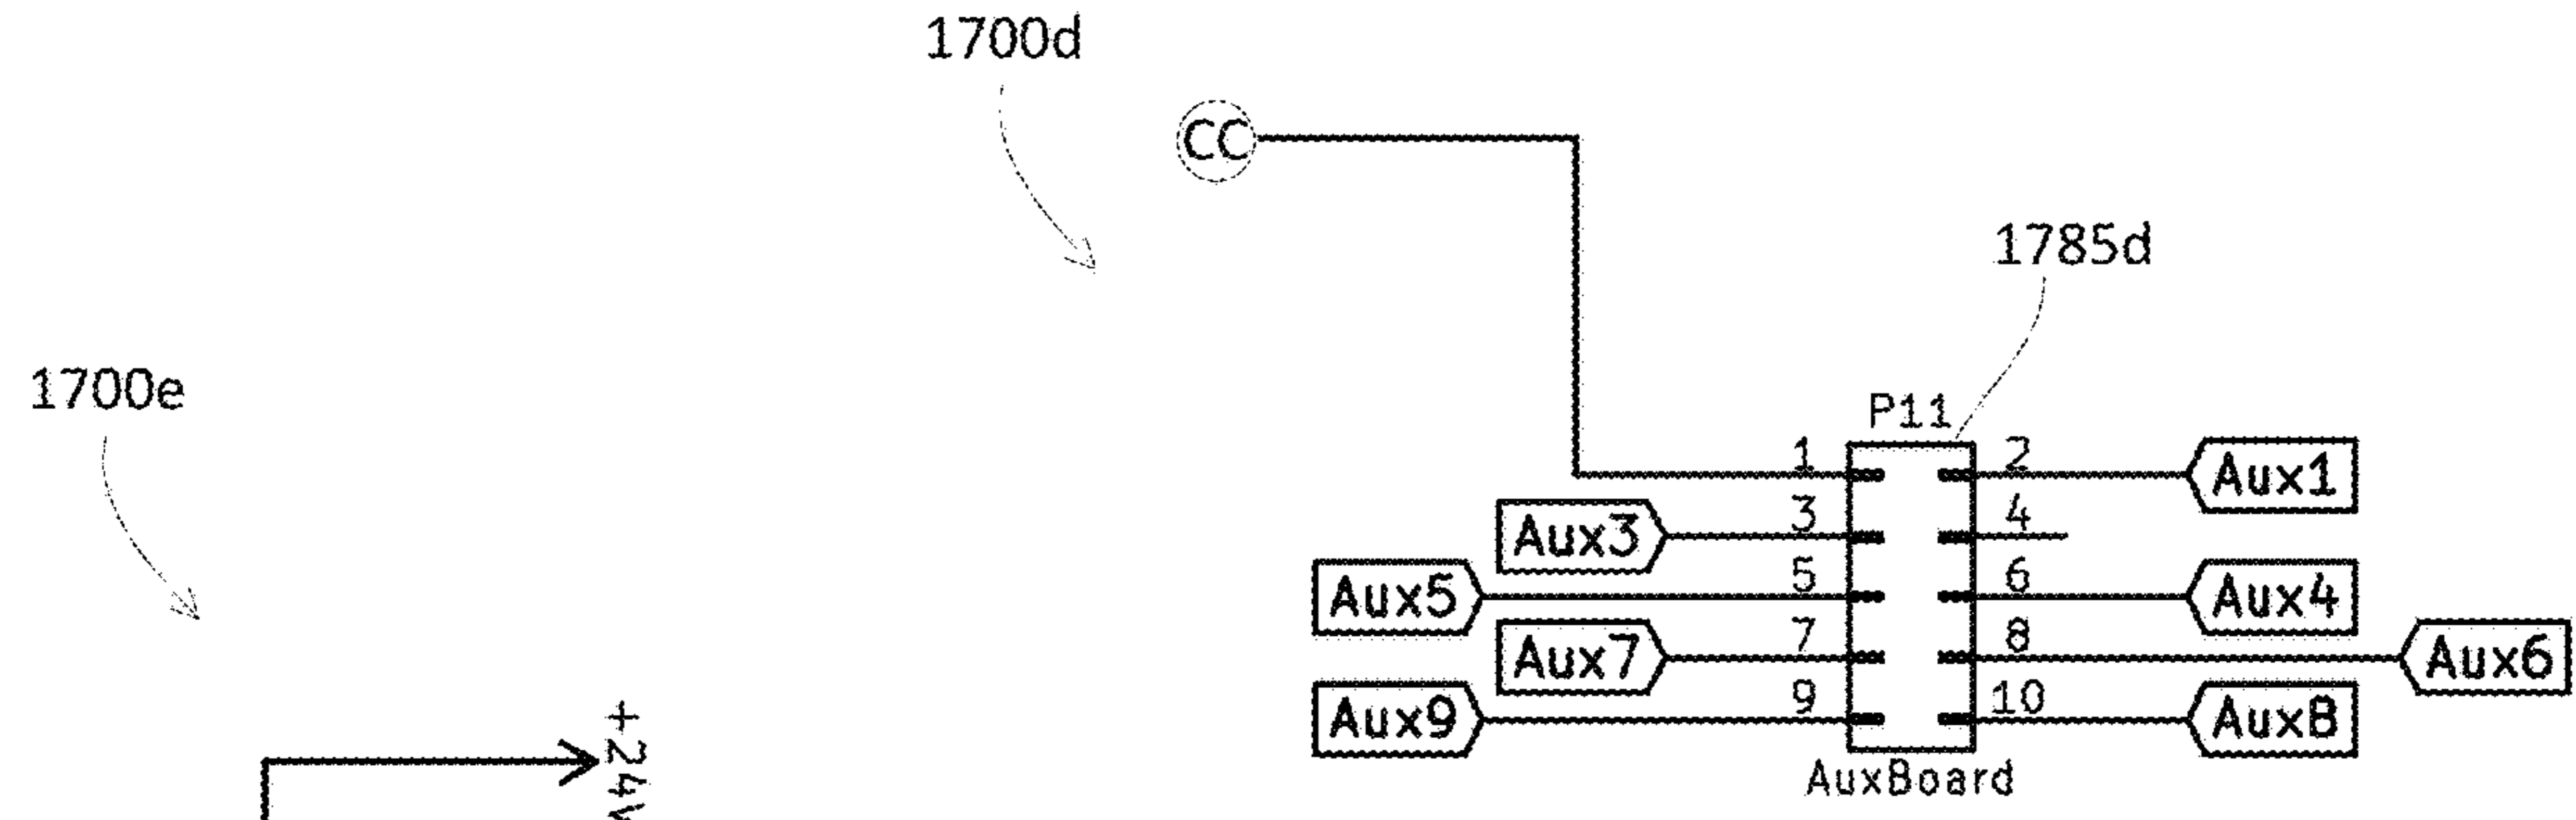 1700d
CC
1785d
1700e
P11
1 2 Aux1
Aux3 3 4
Aux5 5 6 Aux4
Aux7 7 8 Aux6
Aux9 9 10 Aux8
AuxBoard
+24V